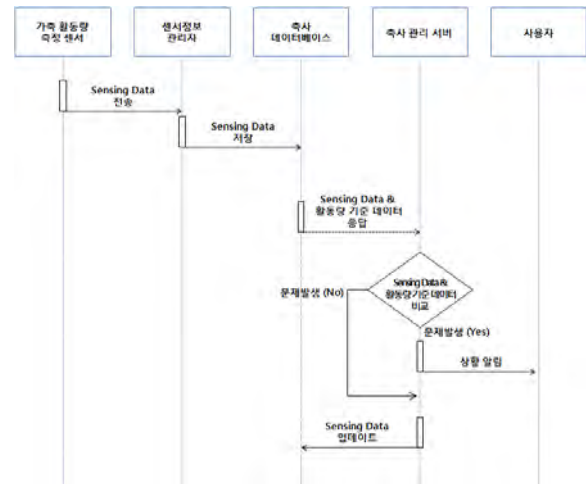 가축 활동량
측정 센서
센서정보
관리자
축사
데이터베이스
축사 관리 서버
사용자
Sensing Data
전송
Sensing Data
저장
Sensing Data &
활동량 기준 데이터
응답
Sensing Data &
활동량기준데이터
비교
문제발생 (No)
문제발생 (Yes)
상황 알림
Sensing Data
업데이트